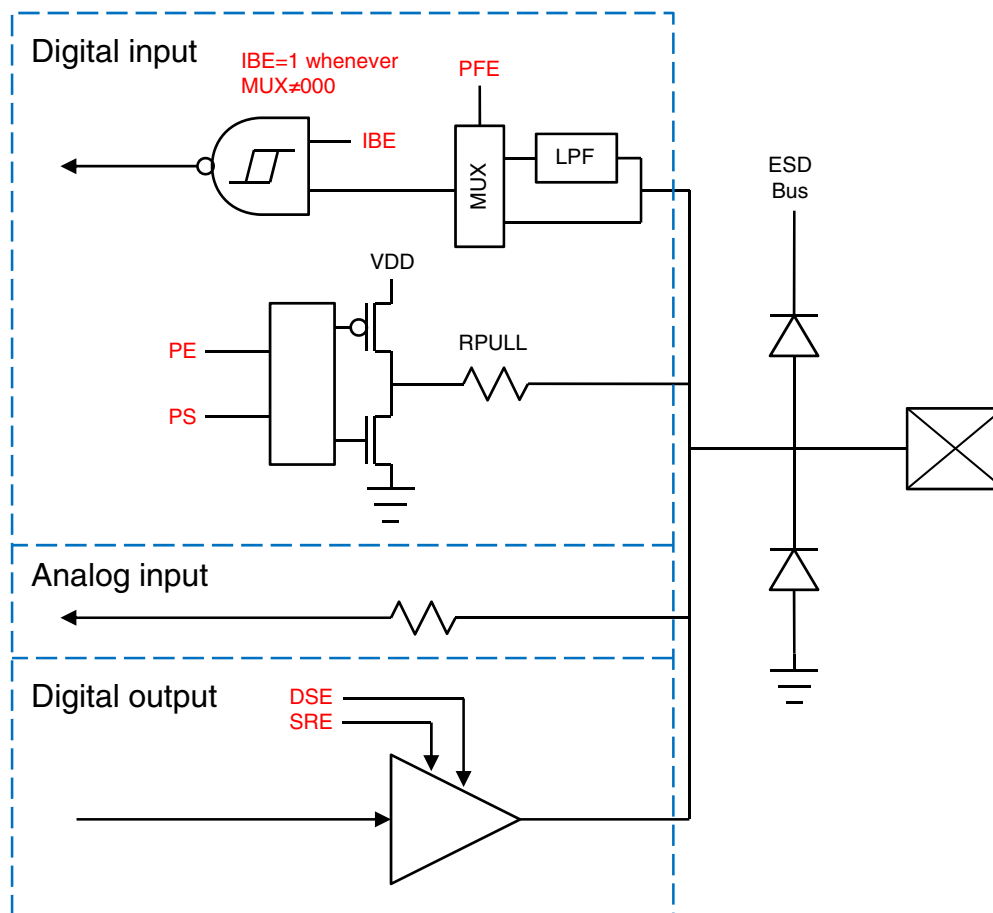 Digital input
IBE=1 whenever
MUX≠000
PFE
IBE
MUX
LPF
ESD
Bus
VDD
PE
PS
RPULL
Analog input
Digital output
DSE
SRE